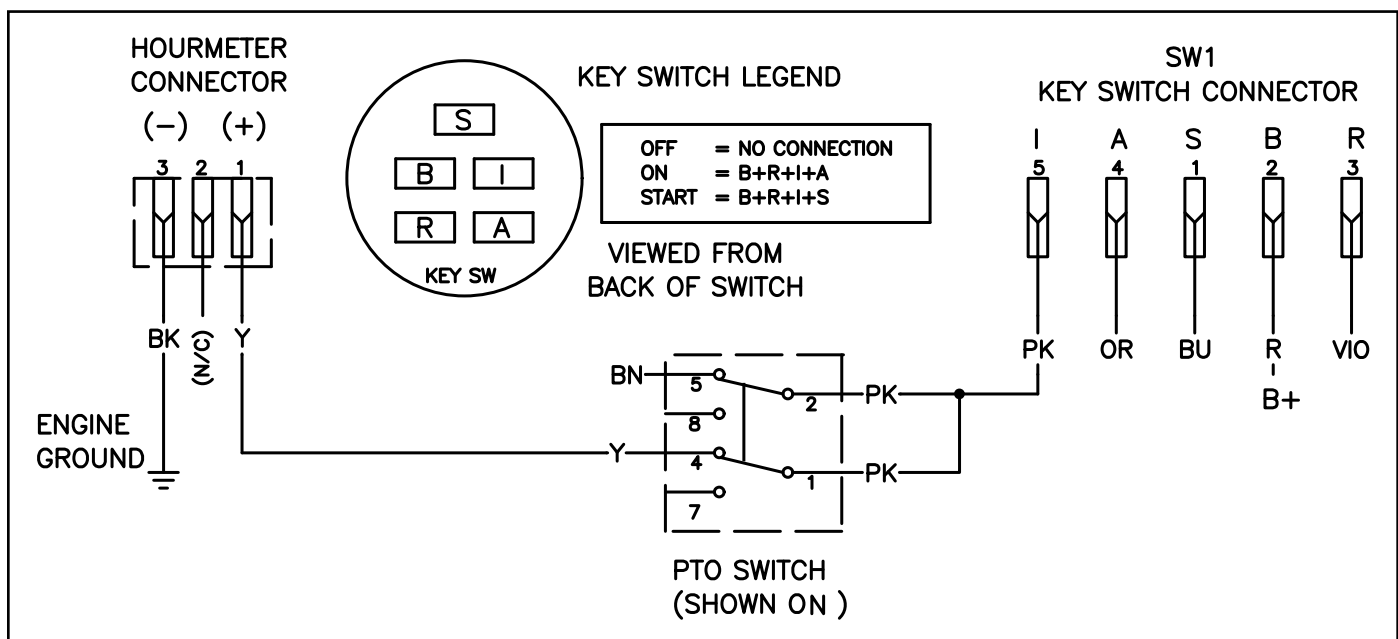 HOURMETER
CONNECTOR
(-) (+)
3 2 1
BK (N/C) Y
ENGINE
GROUND
S
B I
R A
KEY SW
KEY SWITCH LEGEND
OFF = NO CONNECTION
ON = B+R+I+A
START = B+R+I+S
VIEWED FROM
BACK OF SWITCH
SW1
KEY SWITCH CONNECTOR
I A S B R
5 4 1 2 3
PK OR BU R VIO
B+
BN 5 2 PK
8
Y 4 1 PK
7
PTO SWITCH
(SHOWN ON )